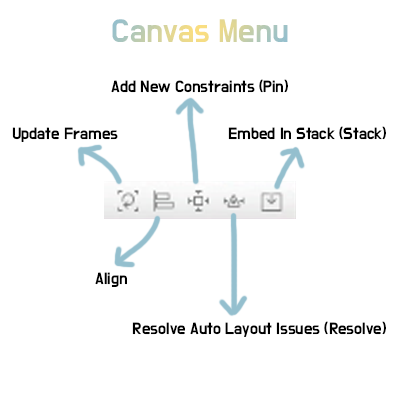 Canvas Menu
Add New Constraints (Pin)
Update Frames
Embed In Stack (Stack)
Align
Resolve Auto Layout Issues (Resolve)